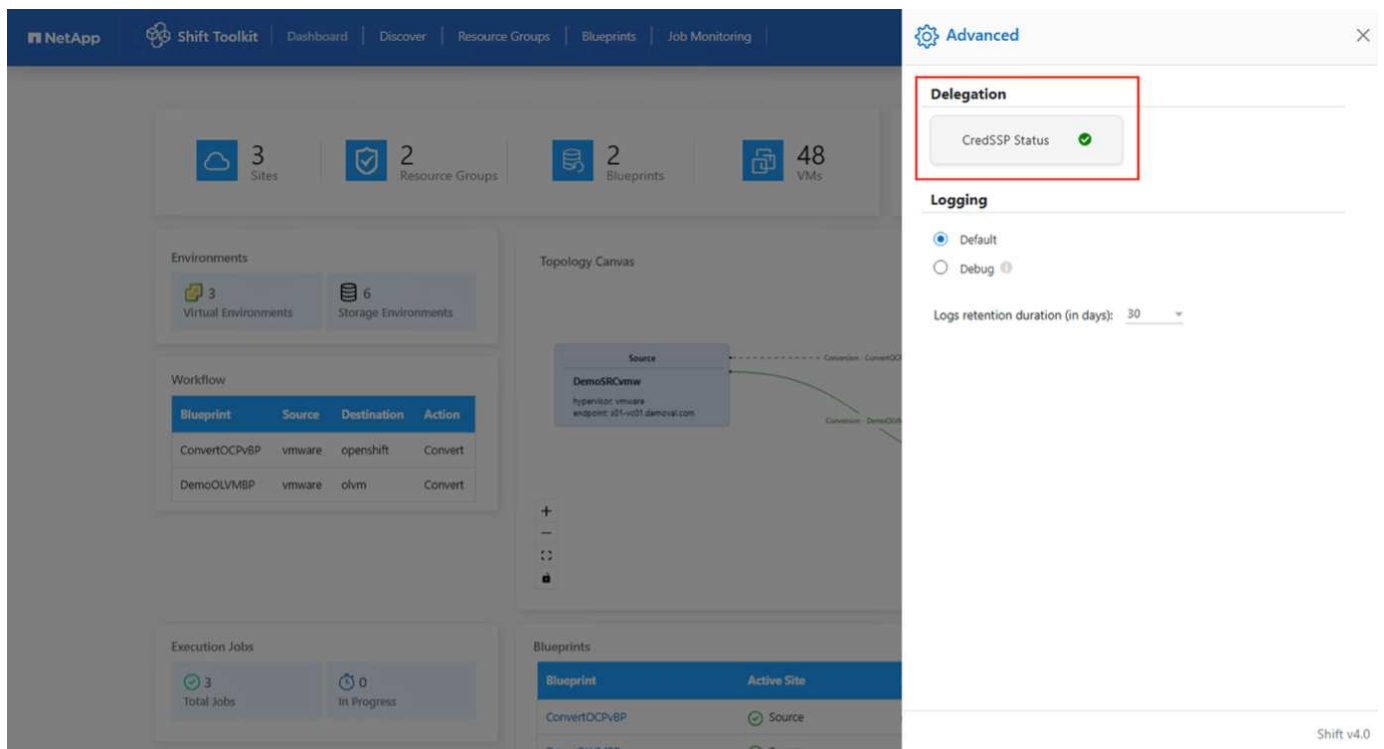 NetApp
Shift Toolkit
Dashboard
Discover
Resource Groups
Blueprints
Job Monitoring
Advanced
Delegation
CredSSP Status
Logging
Default
Debug
Logs retention duration (in days): 30
3
Sites
2
Resource Groups
2
Blueprints
48
VMs
Environments
3
Virtual Environments
6
Storage Environments
Topology Canvas
Source
DemoSRCvmw
hypervisor: vmware
Conversion
Conversion
Workflow
Blueprint Source Destination Action
ConvertOCPvBP vmware openshift Convert
DemoOLVMBP vmware olvm Convert
Execution Jobs
3
Total Jobs
0
In Progress
Blueprints
Blueprint Active Site
ConvertOCPvBP Source
Shift v4.0